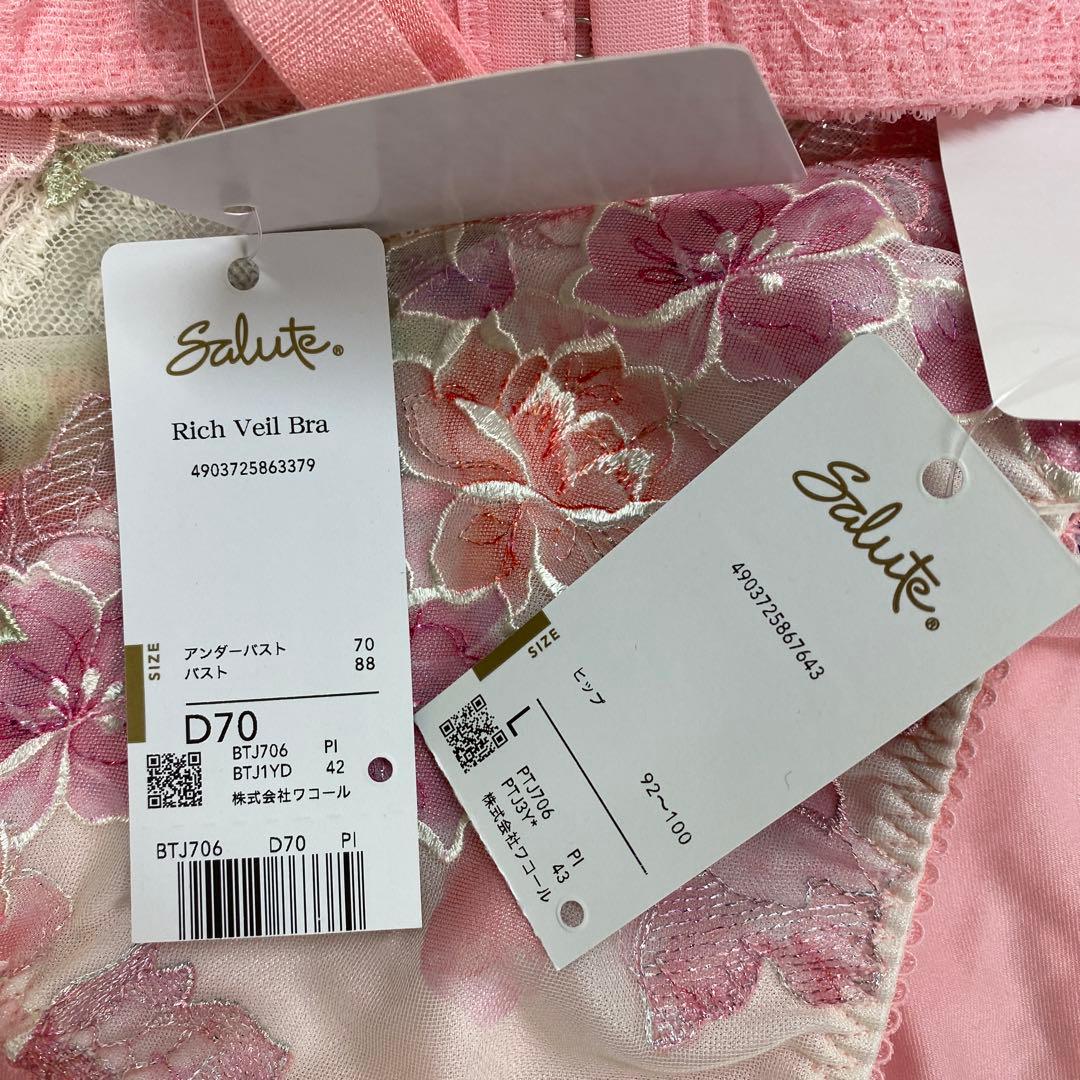 Salute®
Rich Veil Bra
4903725863379
SIZE
アンダーバスト 70
バスト 88
D70
BTJ706 PI
BTJ1YD 42
株式会社ワコール
BTJ706 D70 PI
Salute®
4903725867643
SIZE
ヒップ 92～100
L
PTJ706 PI
PTJ3Y* 43
株式会社ワコール